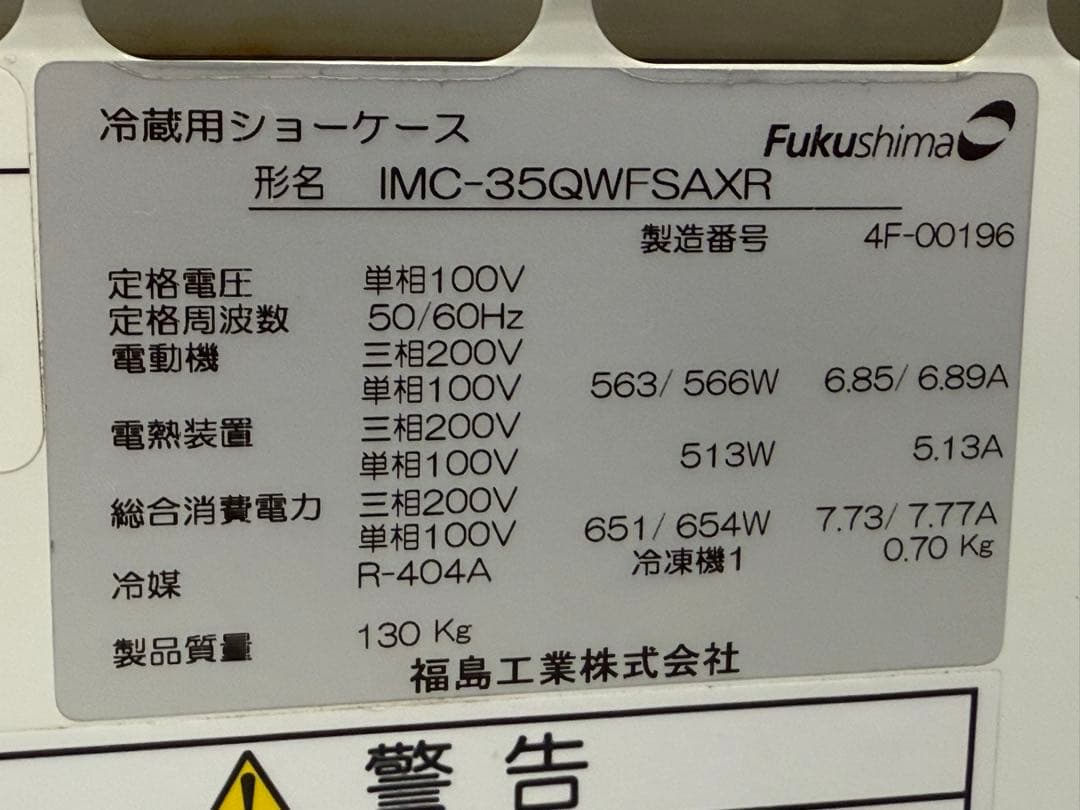 冷蔵用ショーケース
Fukushima
形名 IMC-35QWFSAXR
製造番号 4F-00196
定格電圧 単相100V
定格周波数 50/60Hz
電動機 三相200V
単相100V 563/ 566W 6.85/ 6.89A
電熱装置 三相200V
単相100V 513W 5.13A
総合消費電力 三相200V
単相100V 651/ 654W 7.73/ 7.77A
冷媒 R-404A 冷凍機1 0.70 Kg
製品質量 130 Kg
福島工業株式会社
警告